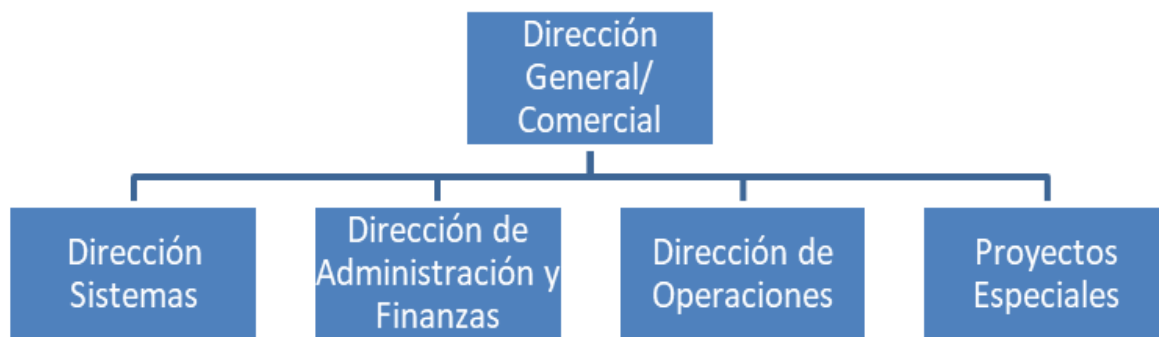 Dirección
General/
Comercial
Dirección
Sistemas
Dirección de
Administración y
Finanzas
Dirección de
Operaciones
Proyectos
Especiales